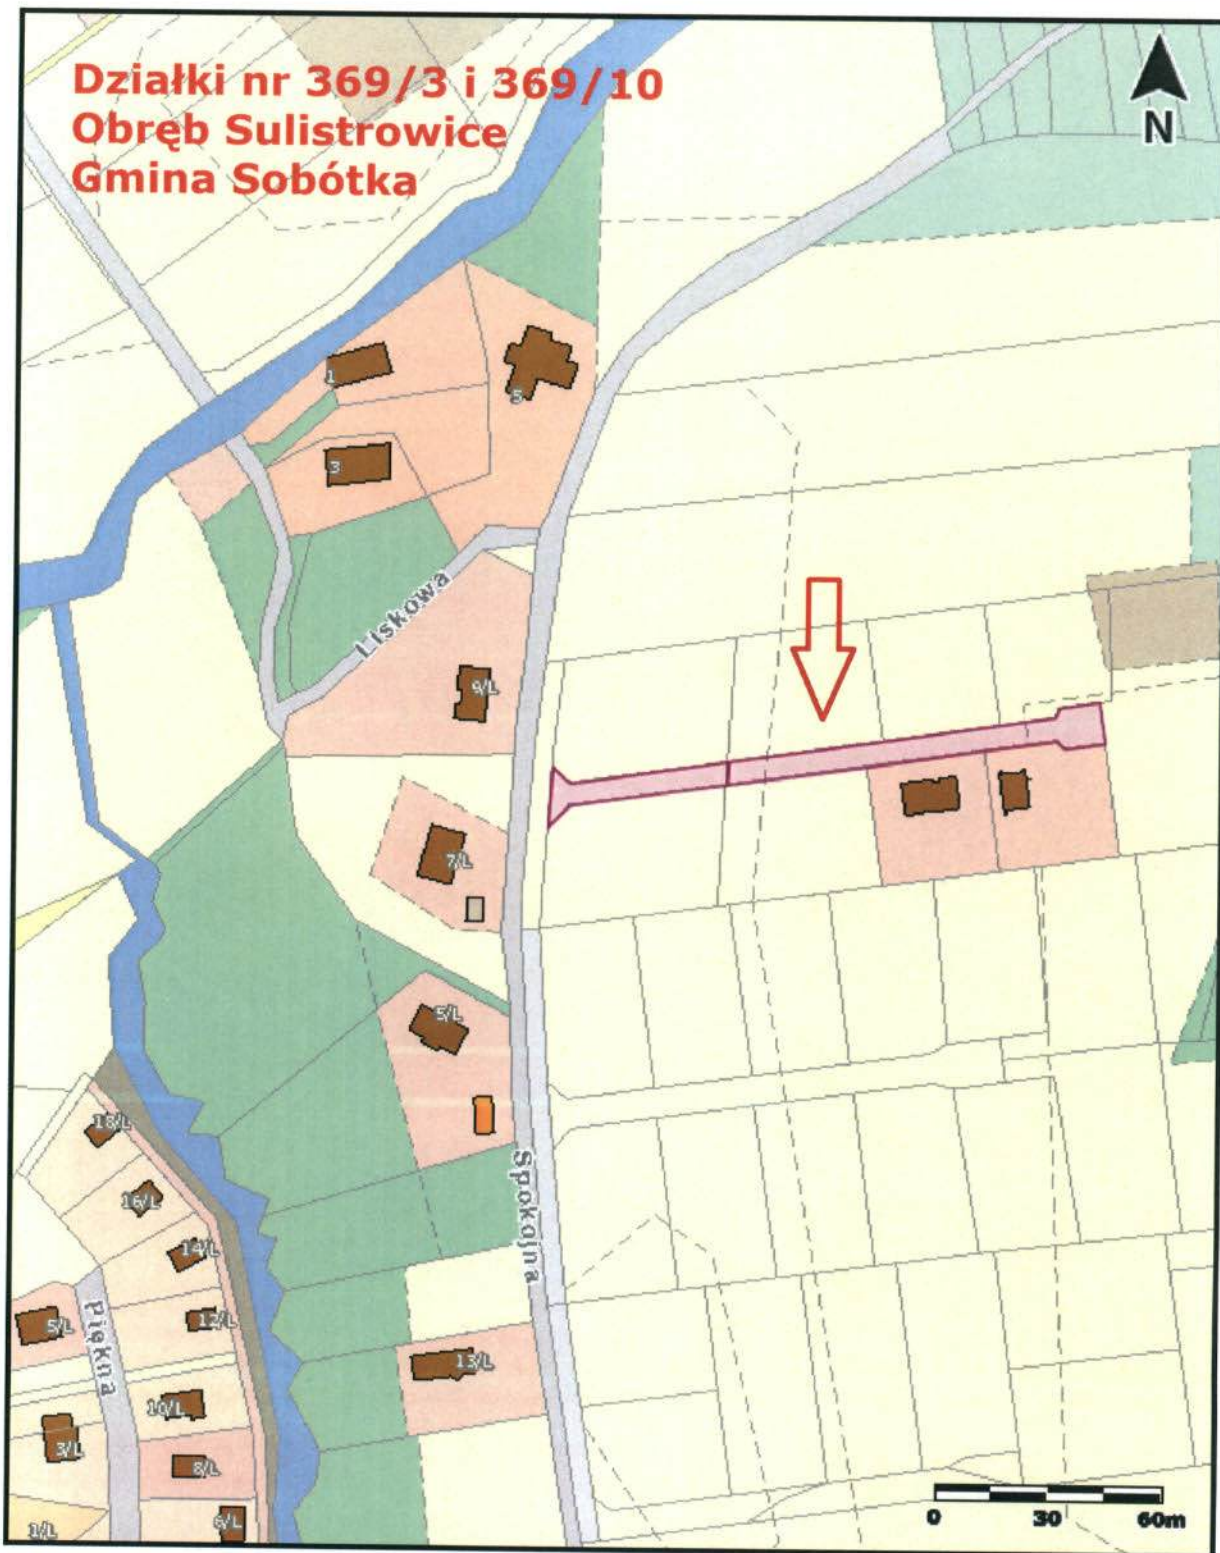 Działki nr 369/3 i 369/10
Obręb Sulistrowice
Gmina Sobótka
N
1
5
3
Liskowa
9/L
7/L
5/L
18/L
16/L
14/L
Spokojna
12/L
5/L
Piękna
13/L
10/L
3/L
8/L
6/L
1/L
0 30 60m